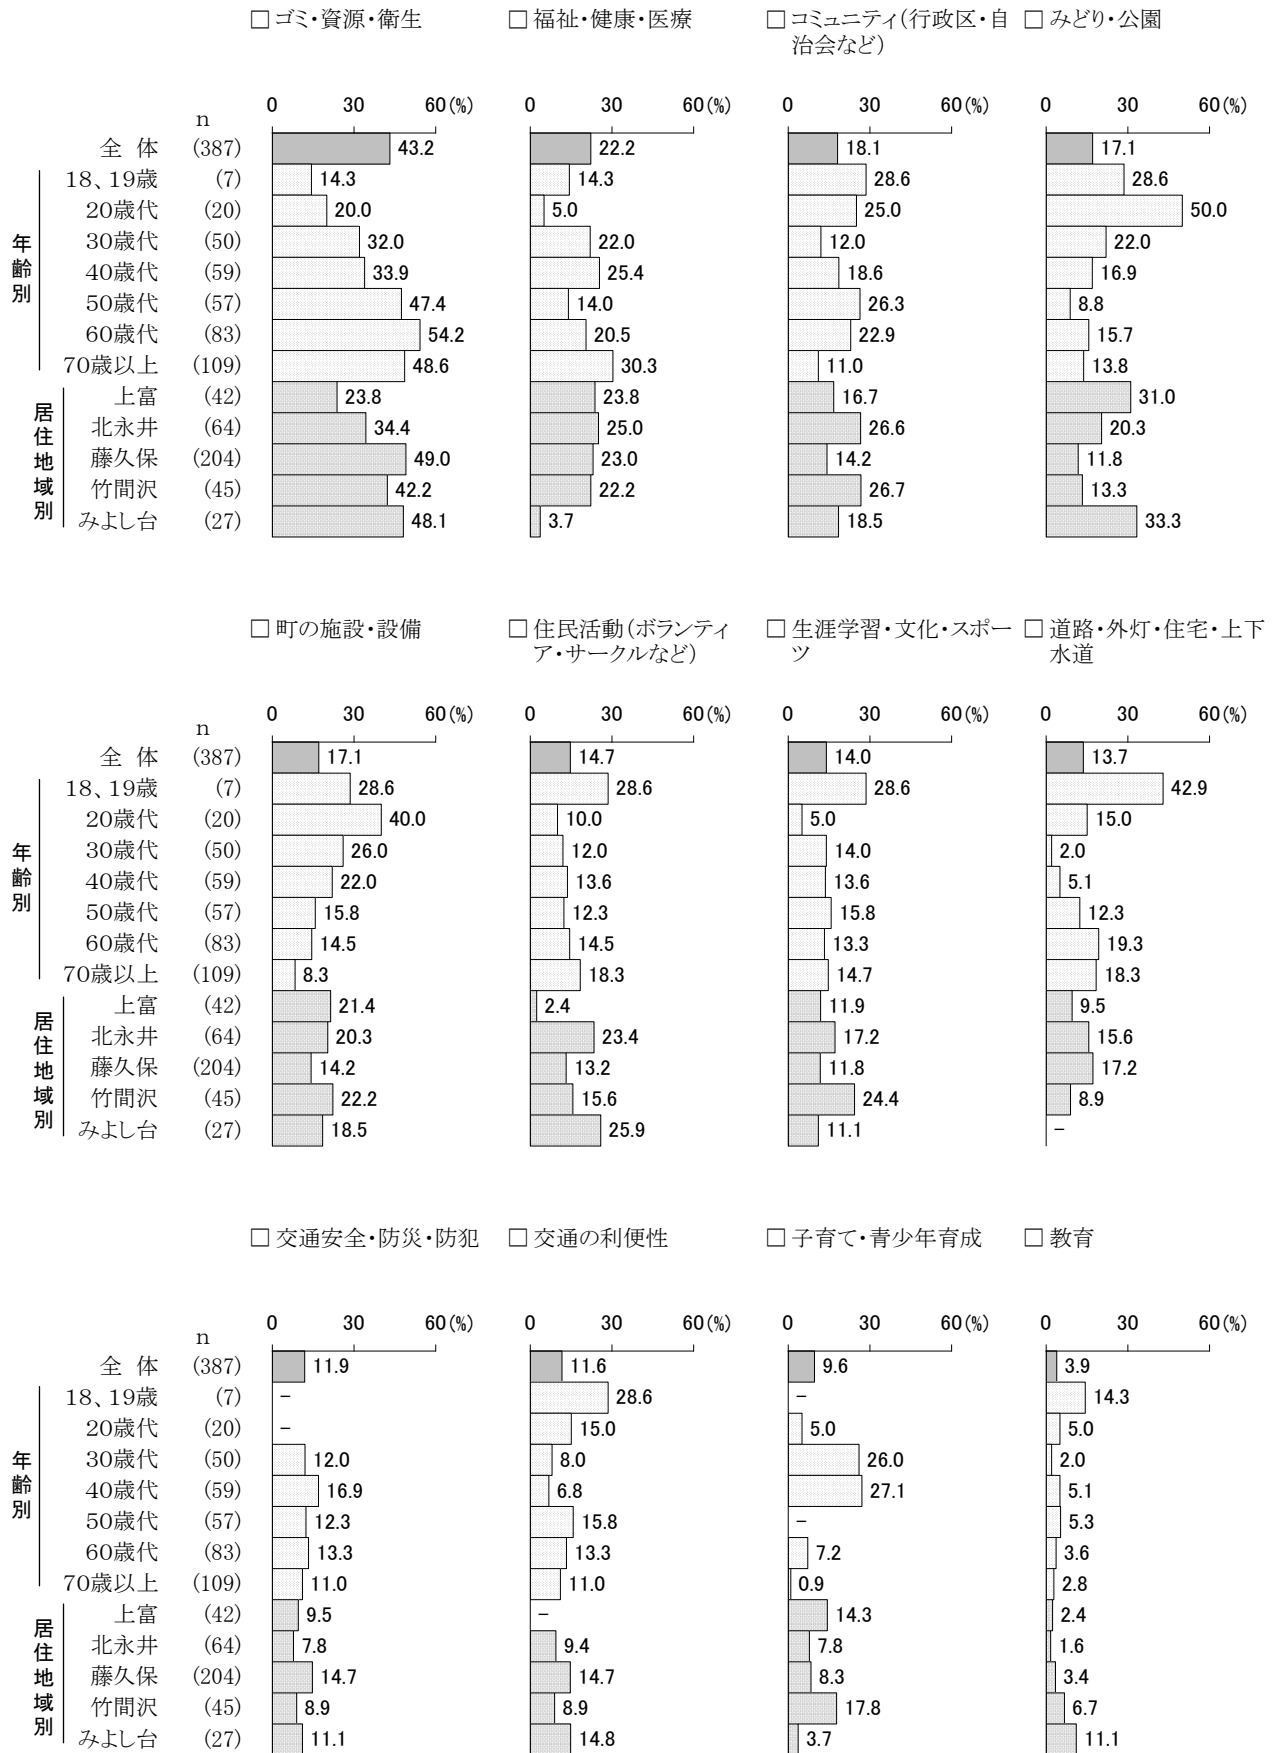 □ ゴミ・資源・衛生 □ 福祉・健康・医療 □ コミュニティ(行政区・自 □ みどり・公園
治会など)
0 30 60(%) 0 30 60(%) 0 30 60(%) 0 30 60(%)
n
全 体 (387) 43.2 22.2 18.1 17.1
18、19歳 (7) 14.3 14.3 28.6 28.6
20歳代 (20) 20.0 5.0 25.0 50.0
30歳代 (50) 32.0 22.0 12.0 22.0
40歳代 (59) 33.9 25.4 18.6 16.9
50歳代 (57) 47.4 14.0 26.3 8.8
60歳代 (83) 54.2 20.5 22.9 15.7
70歳以上 (109) 48.6 30.3 11.0 13.8
年齢別
上富 (42) 23.8 23.8 16.7 31.0
北永井 (64) 34.4 25.0 26.6 20.3
藤久保 (204) 49.0 23.0 14.2 11.8
竹間沢 (45) 42.2 22.2 26.7 13.3
みよし台 (27) 48.1 3.7 18.5 33.3
居住地域別
□ 町の施設・設備 □ 住民活動(ボランティ □ 生涯学習・文化・スポー □ 道路・外灯・住宅・上下
ア・サークルなど) ツ 水道
0 30 60(%) 0 30 60(%) 0 30 60(%) 0 30 60(%)
n
全 体 (387) 17.1 14.7 14.0 13.7
18、19歳 (7) 28.6 28.6 28.6 42.9
20歳代 (20) 40.0 10.0 5.0 15.0
30歳代 (50) 26.0 12.0 14.0 2.0
40歳代 (59) 22.0 13.6 13.6 5.1
50歳代 (57) 15.8 12.3 15.8 12.3
60歳代 (83) 14.5 14.5 13.3 19.3
70歳以上 (109) 8.3 18.3 14.7 18.3
年齢別
上富 (42) 21.4 2.4 11.9 9.5
北永井 (64) 20.3 23.4 17.2 15.6
藤久保 (204) 14.2 13.2 11.8 17.2
竹間沢 (45) 22.2 15.6 24.4 8.9
みよし台 (27) 18.5 25.9 11.1 −
居住地域別
□ 交通安全・防災・防犯 □ 交通の利便性 □ 子育て・青少年育成 □ 教育
0 30 60(%) 0 30 60(%) 0 30 60(%) 0 30 60(%)
n
全 体 (387) 11.9 11.6 9.6 3.9
18、19歳 (7) − 28.6 − 14.3
20歳代 (20) − 15.0 5.0 5.0
30歳代 (50) 12.0 8.0 26.0 2.0
40歳代 (59) 16.9 6.8 27.1 5.1
50歳代 (57) 12.3 15.8 − 5.3
60歳代 (83) 13.3 13.3 7.2 3.6
70歳以上 (109) 11.0 11.0 0.9 2.8
年齢別
上富 (42) 9.5 − 14.3 2.4
北永井 (64) 7.8 9.4 7.8 1.6
藤久保 (204) 14.7 14.7 8.3 3.4
竹間沢 (45) 8.9 8.9 17.8 6.7
みよし台 (27) 11.1 14.8 3.7 11.1
居住地域別